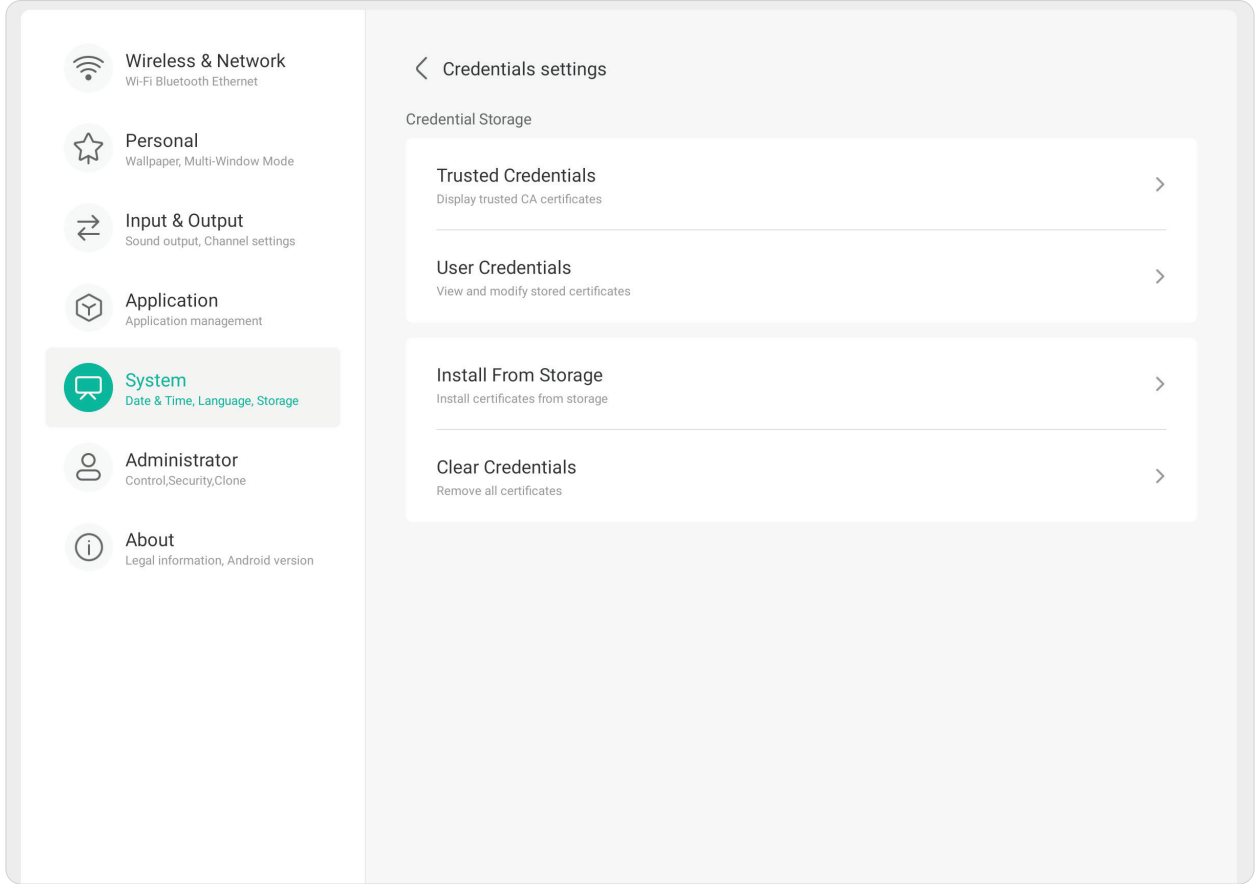 Wireless & Network
Wi-Fi Bluetooth Ethernet
Personal
Wallpaper, Multi-Window Mode
Input & Output
Sound output, Channel settings
Application
Application management
System
Date & Time, Language, Storage
Administrator
Control,Security,Clone
About
Legal information, Android version
Credentials settings
Credential Storage
Trusted Credentials
Display trusted CA certificates
User Credentials
View and modify stored certificates
Install From Storage
Install certificates from storage
Clear Credentials
Remove all certificates